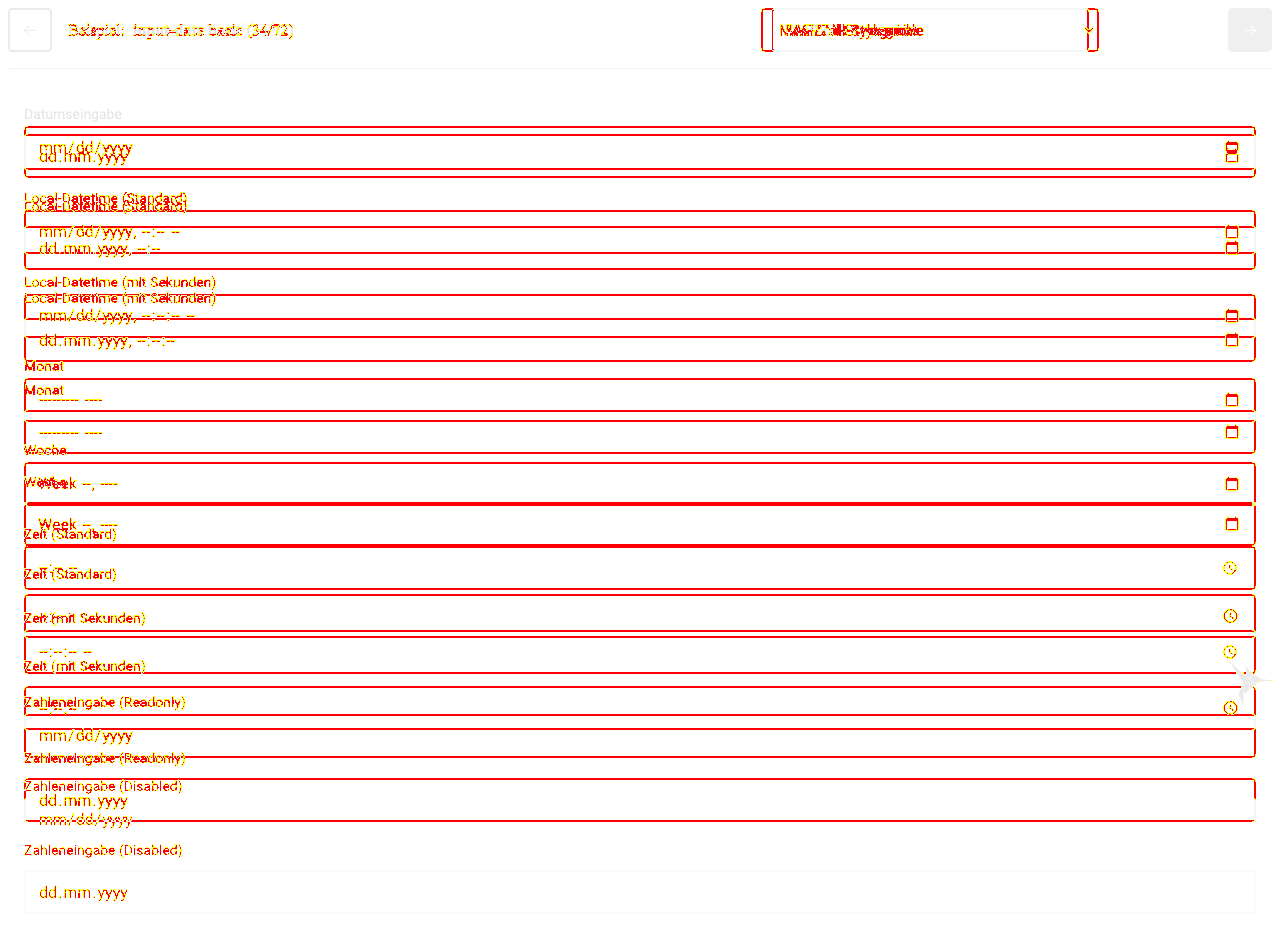 Beispiel: Input-date basis (34/72)
Datumseingabe
mm/dd/yyyy
dd.mm.yyyy
Local-Datetime (Standard)
Local-Datetime (Standard)
mm/dd/yyyy, --:-- --
dd.mm.yyyy, --:--
Local-Datetime (mit Sekunden)
Local-Datetime (mit Sekunden)
mm/dd/yyyy, --:--:-- --
dd.mm.yyyy, --:--:--
Monat
Monat
--------- ----
--------- ----
Woche
Week --, ----
Week --, ----
Zeit (Standard)
--:-- --
Zeit (Standard)
Zeit (mit Sekunden)
--:--:-- --
Zeit (mit Sekunden)
Zahleneingabe (Readonly)
--:--:--
mm/dd/yyyy
Zahleneingabe (Readonly)
Zahleneingabe (Disabled)
dd.mm.yyyy
mm/dd/yyyy
Zahleneingabe (Disabled)
dd.mm.yyyy